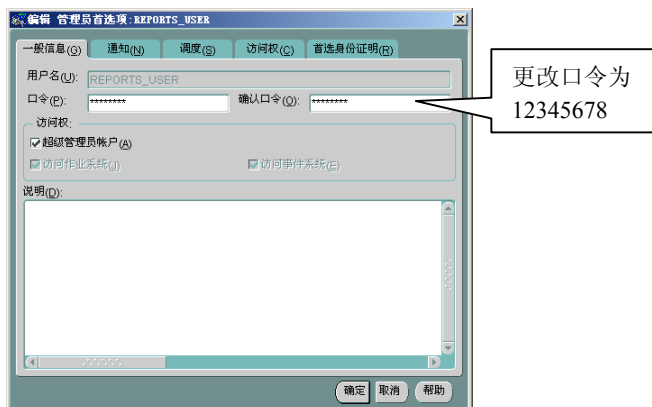 编辑 管理员首选项:REPORTS_USER
一般信息(G) 通知(N) 调度(S) 访问权(C) 首选身份证明(R)
用户名(U): REPORTS_USER
口令(P): ******** 确认口令(O): ********
访问权:
超级管理员帐户(A)
访问作业系统(J) 访问事件系统(E)
说明(D):
确定 取消 帮助
更改口令为
12345678